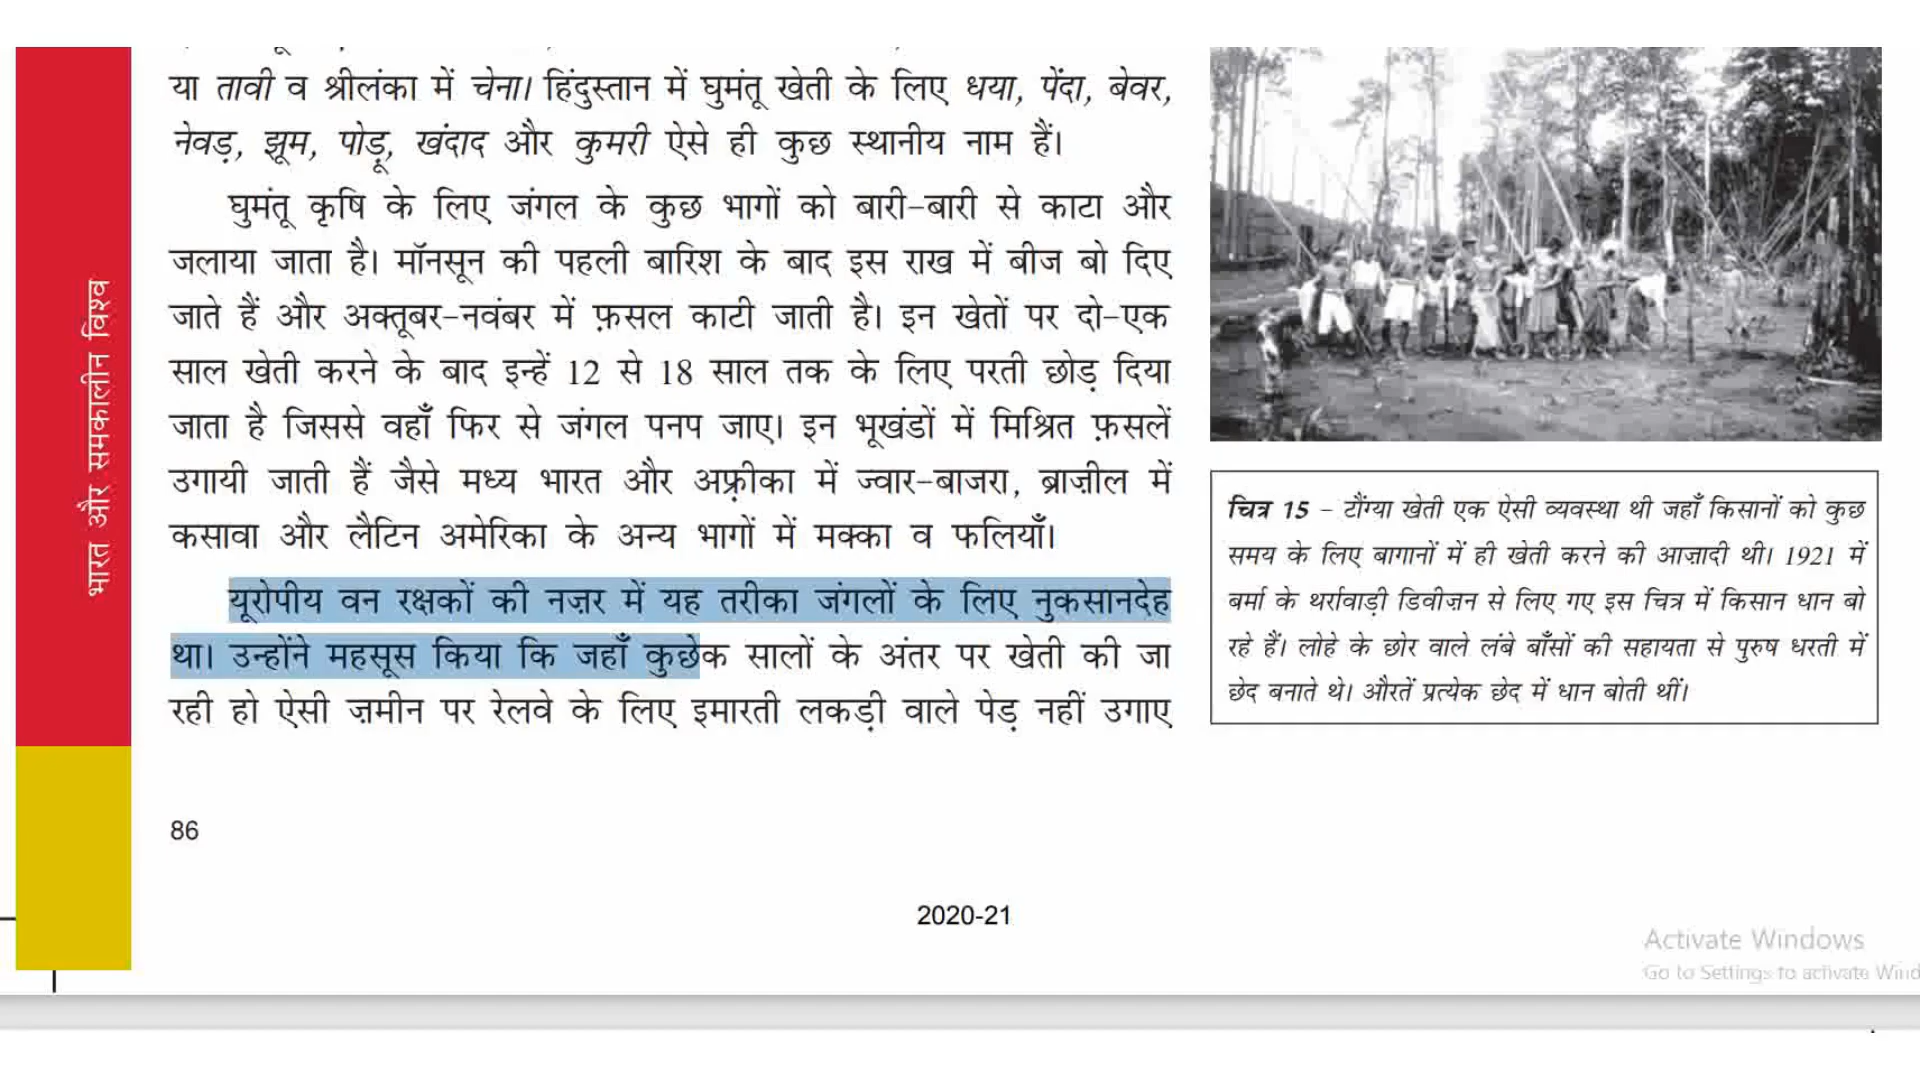 या तावी व श्रीलंका में चेना। हिंदुस्तान में घुमंतू खेती के लिए धया, पेंदा, बेवर,
नेवड़, झूम, पोड़ू, खंदाद और कुमरी ऐसे ही कुछ स्थानीय नाम हैं।
घुमंतू कृषि के लिए जंगल के कुछ भागों को बारी-बारी से काटा और
जलाया जाता है। मॉनसून की पहली बारिश के बाद इस राख में बीज बो दिए
जाते हैं और अक्तूबर-नवंबर में फ़सल काटी जाती है। इन खेतों पर दो-एक
साल खेती करने के बाद इन्हें 12 से 18 साल तक के लिए परती छोड़ दिया
जाता है जिससे वहाँ फिर से जंगल पनप जाए। इन भूखंडों में मिश्रित फ़सलें
उगायी जाती हैं जैसे मध्य भारत और अफ़्रीका में ज्वार-बाजरा, ब्राज़ील में
कसावा और लैटिन अमेरिका के अन्य भागों में मक्का व फलियाँ।
यूरोपीय वन रक्षकों की नज़र में यह तरीका जंगलों के लिए नुकसानदेह
था। उन्होंने महसूस किया कि जहाँ कुछेक सालों के अंतर पर खेती की जा
रही हो ऐसी ज़मीन पर रेलवे के लिए इमारती लकड़ी वाले पेड़ नहीं उगाए
चित्र 15 – टौंग्या खेती एक ऐसी व्यवस्था थी जहाँ किसानों को कुछ
समय के लिए बागानों में ही खेती करने की आज़ादी थी। 1921 में
बर्मा के थर्रावाड़ी डिवीज़न से लिए गए इस चित्र में किसान धान बो
रहे हैं। लोहे के छोर वाले लंबे बाँसों की सहायता से पुरुष धरती में
छेद बनाते थे। औरतें प्रत्येक छेद में धान बोती थीं।
भारत और समकालीन विश्व
86
2020-21
Activate Windows
Go to Settings to activate Wind